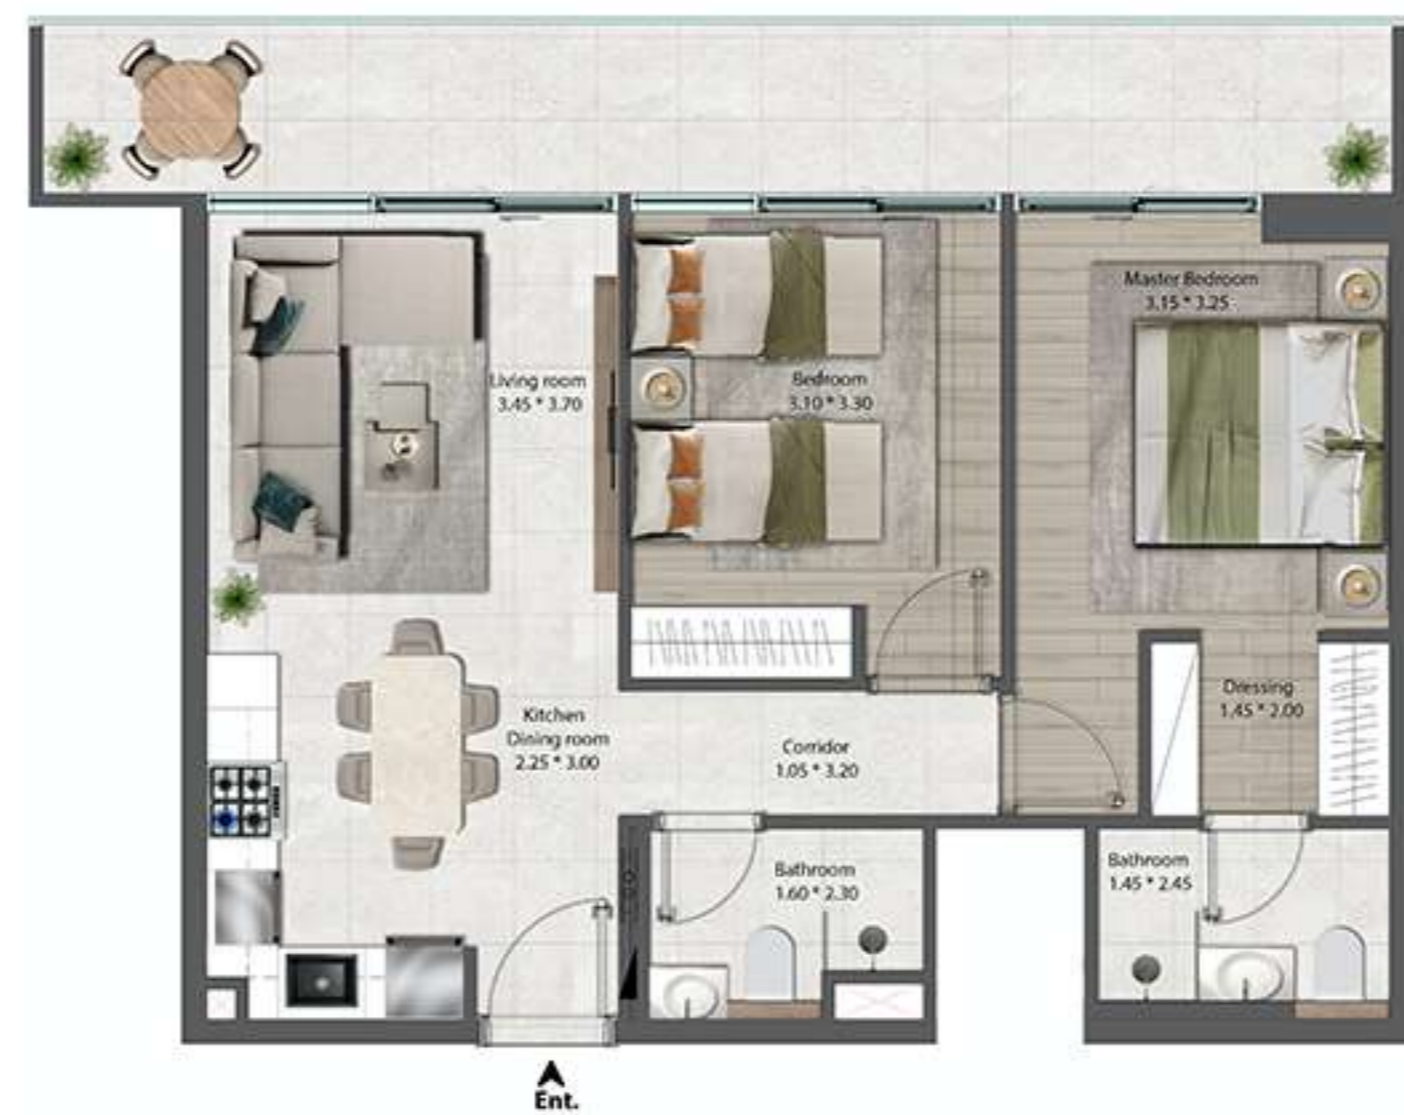 Master Bedroom
3.15 * 3.25
Living room
3.45 * 3.70
Bedroom
3.10 * 3.30
Dressing
1.45 * 2.00
Kitchen
Dining room
2.25 * 3.00
Corridor
1.05 * 3.20
Bathroom
1.60 * 2.30
Bathroom
1.45 * 2.45
Ent.